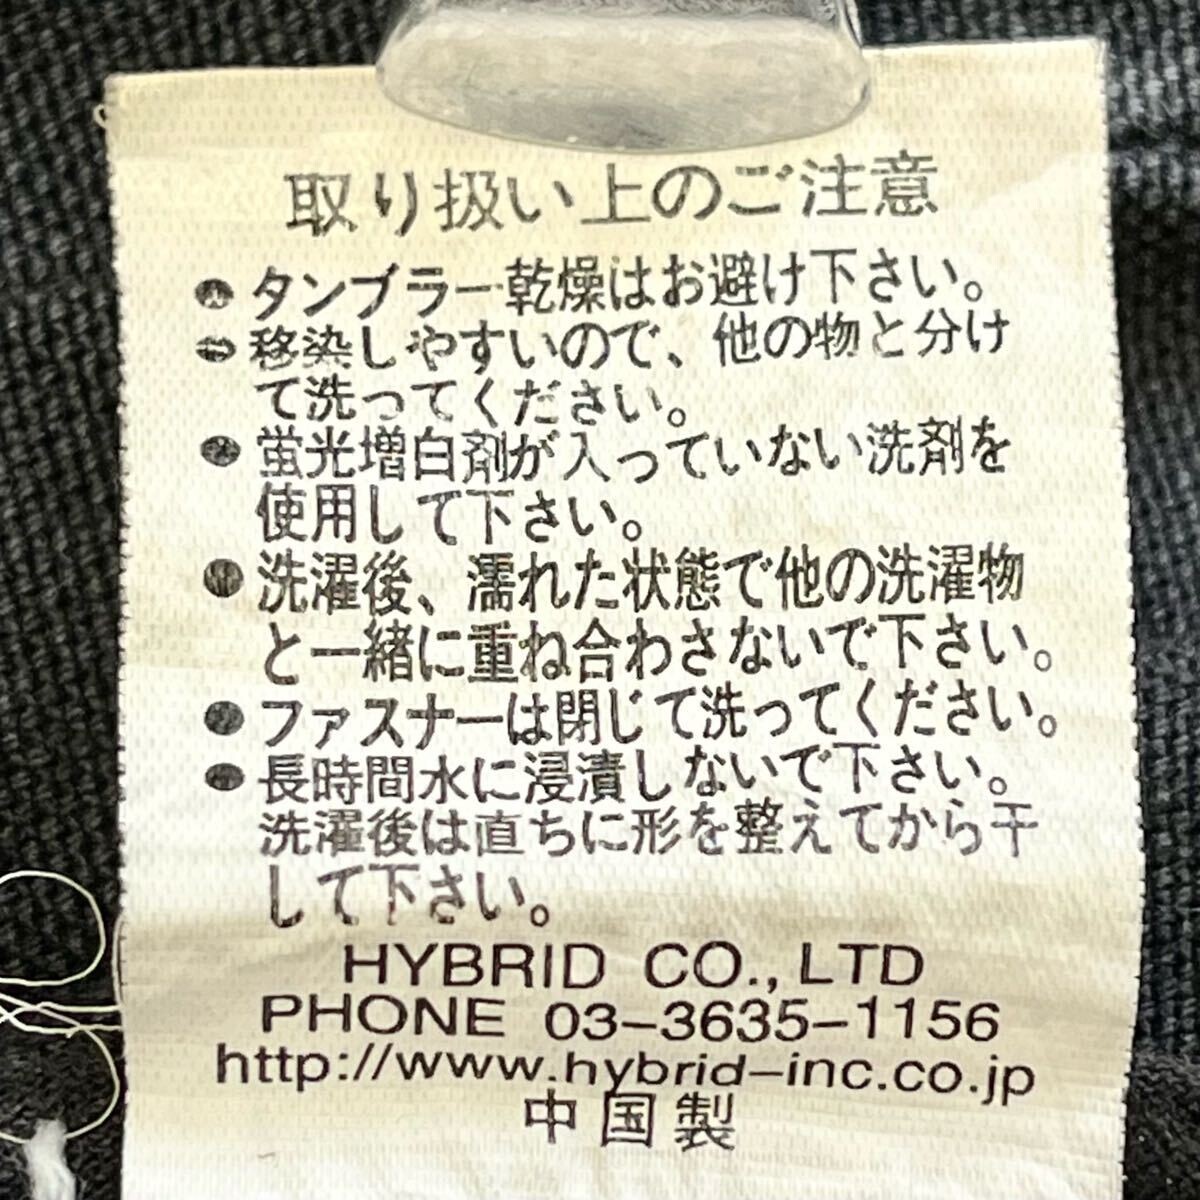 取り扱い上のご注意
● タンブラー乾燥はお避け下さい。
● 移染しやすいので、他の物と分け
て洗ってください。
● 蛍光増白剤が入っていない洗剤を
使用して下さい。
● 洗濯後、濡れた状態で他の洗濯物
と一緒に重ね合わさないで下さい。
● ファスナーは閉じて洗ってください。
● 長時間水に浸漬しないで下さい。
洗濯後は直ちに形を整えてから干
して下さい。
HYBRID CO., LTD
PHONE 03-3635-1156
http://www.hybrid-inc.co.jp
中国製